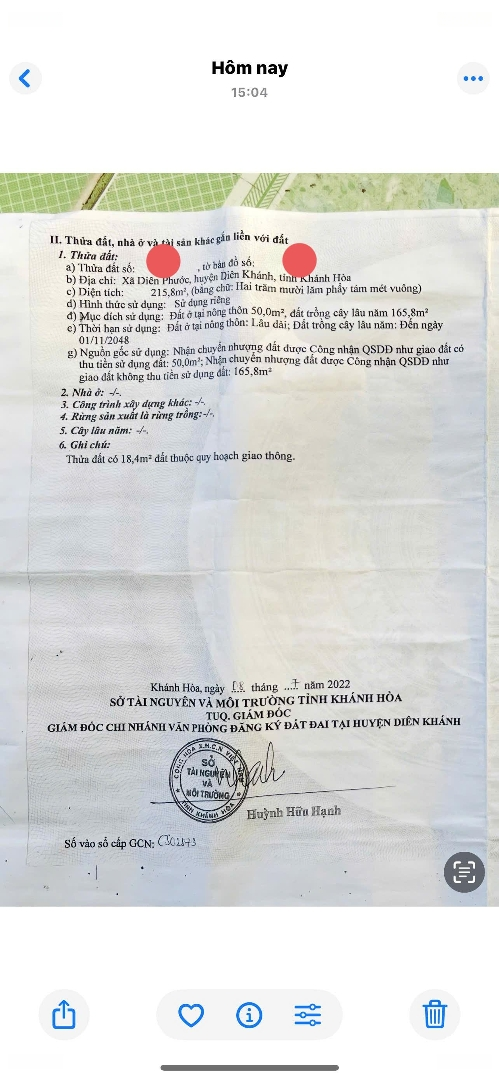 Hôm nay
15:04
II. Thửa đất, nhà ở và tài sản khác gắn liền với đất
1. Thửa đất:
a) Thửa đất số: , tờ bản đồ số:
b) Địa chỉ: Xã Diên Phước, huyện Diên Khánh, tỉnh Khánh Hòa
c) Diện tích: 215,8m², (bằng chữ: Hai trăm mười lăm phẩy tám mét vuông)
d) Hình thức sử dụng: Sử dụng riêng
đ) Mục đích sử dụng: Đất ở tại nông thôn 50,0m², đất trồng cây lâu năm 165,8m²
e) Thời hạn sử dụng: Đất ở tại nông thôn: Lâu dài; Đất trồng cây lâu năm: Đến ngày
01/11/2048
g) Nguồn gốc sử dụng: Nhận chuyển nhượng đất được Công nhận QSDĐ như giao đất có
thu tiền sử dụng đất: 50,0m²; Nhận chuyển nhượng đất được Công nhận QSDĐ như
giao đất không thu tiền sử dụng đất: 165,8m²
2. Nhà ở: -/-.
3. Công trình xây dựng khác: -/-.
4. Rừng sản xuất là rừng trồng:-/-.
5. Cây lâu năm: -/-.
6. Ghi chú:
Thửa đất có 18,4m² đất thuộc quy hoạch giao thông.
Khánh Hòa, ngày tháng ...7 năm 2022
SỞ TÀI NGUYÊN VÀ MÔI TRƯỜNG TỈNH KHÁNH HÒA
TUQ. GIÁM ĐỐC
GIÁM ĐỐC CHI NHÁNH VĂN PHÒNG ĐĂNG KÝ ĐẤT ĐAI TẠI HUYỆN DIÊN KHÁNH
CỘNG HÒA X.H.C.N VIỆT NAM
SỞ
TÀI NGUYÊN
VÀ
MÔI TRƯỜNG
TỈNH KHÁNH HÒA
Huỳnh Hữu Hạnh
Số vào sổ cấp GCN: